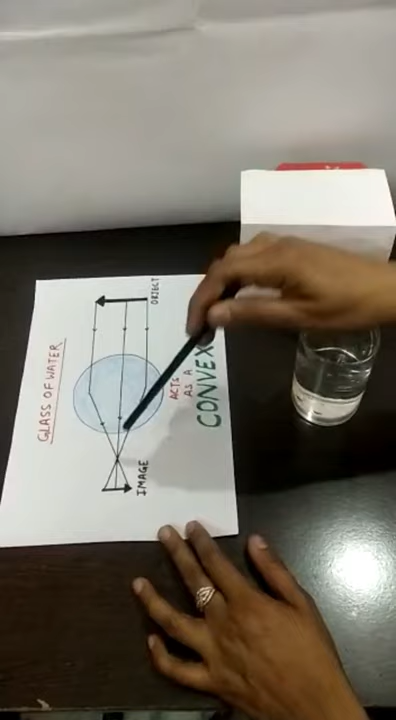 GLASS OF WATER
OBJECT
IMAGE
ACTS
AS A
CONVEX